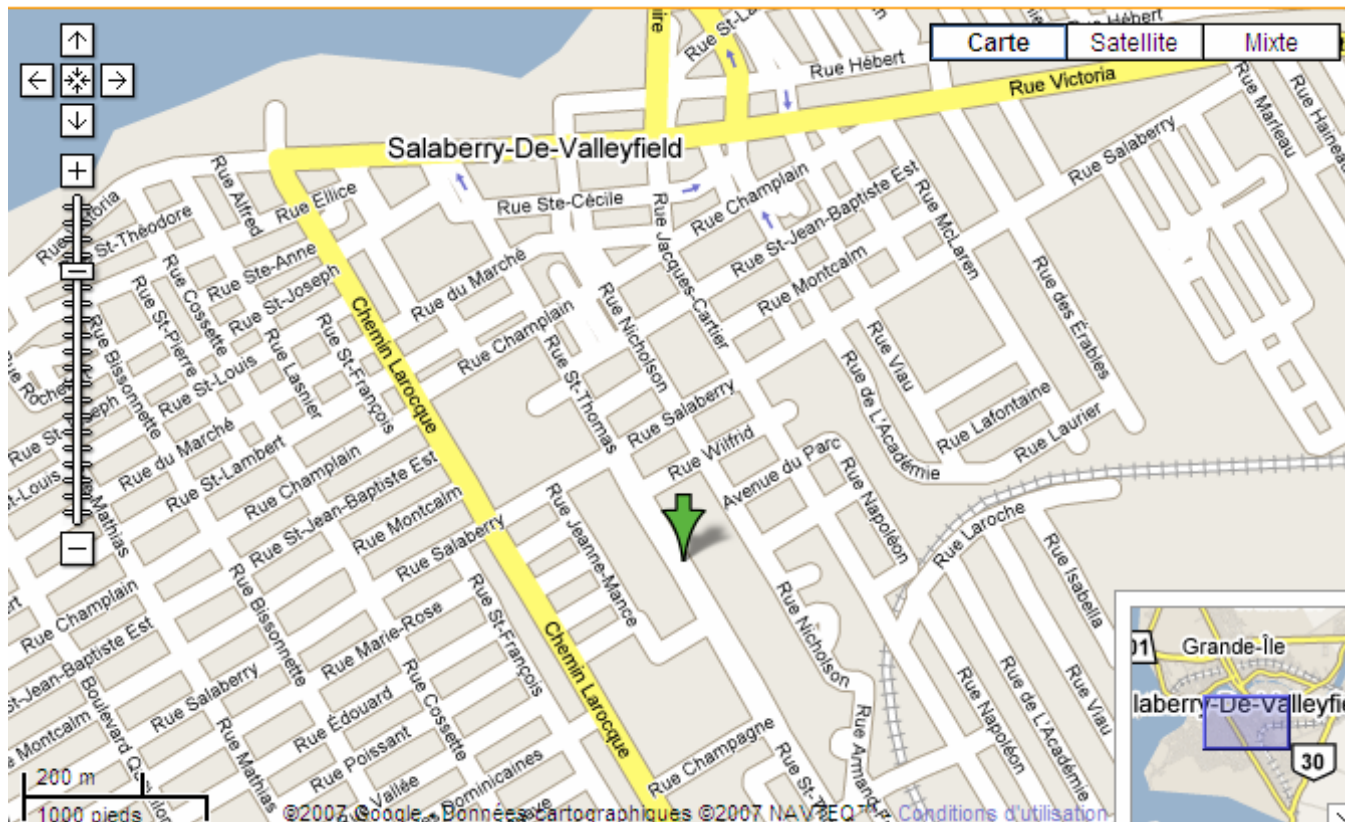 Carte
Satellite
Mixte
Rue Hébert
Rue Hébert
Rue Victoria
Salaberry-De-Valleyfield
Rue Marleau
Rue Haineau
Rue Salaberry
Rue Alfred
Rue Ellice
Rue Ste-Cécile
Rue Champlain
Rue St-Jean-Baptiste Est
Rue McLaren
St-Théodore
Rue Ste-Anne
Rue St-Joseph
Rue du Marché
Rue Jacques-Cartier
Rue Montcalm
Rue des Érables
Rue Cossette
Rue St-Pierre
Rue Bissonnette
Rue St-Louis
Rue Lasnier
Rue St-François
Chemin Larocque
Rue Champlain
Rue Nicholson
Rue St-Thomas
Rue Viau
Rue de L'Académie
Rue Lafontaine
Rue Laurier
Rue Salaberry
Rue Wilfrid
Avenue du Parc
Rue Napoléon
Rue du Marché
Rue St-Lambert
Rue Champlain
Rue St-Jean-Baptiste Est
Rue Montcalm
Rue Salaberry
Rue Jeanne-Mance
Rue Laroche
Rue Isabella
Rue Mathias
Rue Champlain
St-Jean-Baptiste Est
Rue Bissonnette
Rue Marie-Rose
Rue St-François
Chemin Larocque
Rue Nicholson
Rue Salaberry
Rue Montcalm
Rue Édouard
Rue Cossette
Rue Poissant
Rue Mathias
Rue Champagne
Rue Napoléon
Rue de L'Académie
Rue Viau
Grande-Île
30
200 m
1000 pieds
©2007 Google - Données cartographiques ©2007 NAVTEQ™ - Conditions d'utilisation